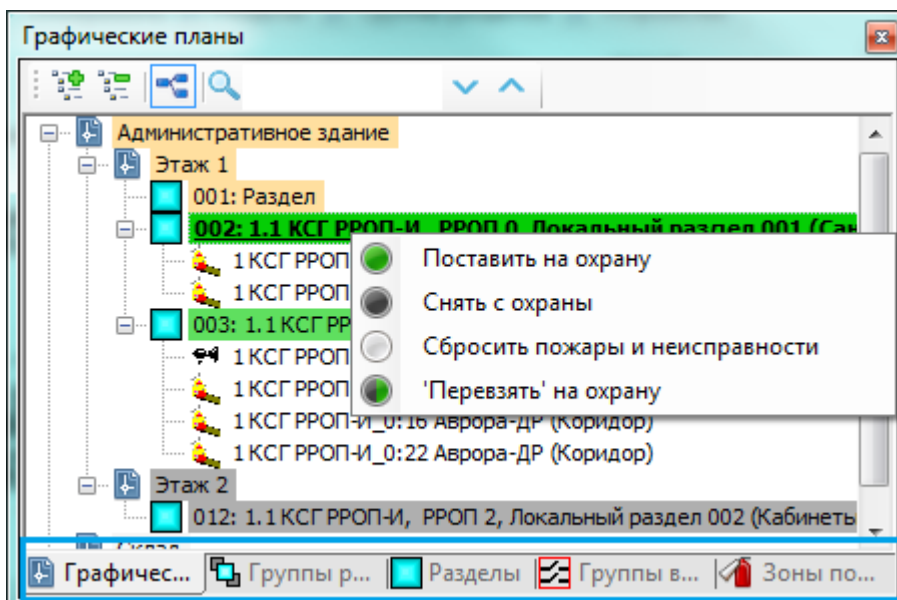 Графические планы
Административное здание
Этаж 1
001: Раздел
002: 1.1 КСГ РРОП-И, РРОП 0, Локальный раздел 001 (Сан
1 КСГ РРОП
Поставить на охрану
1 КСГ РРОП
Снять с охраны
003: 1.1 КСГ РР
Сбросить пожары и неисправности
1 КСГ РРОП
1 КСГ РРОП
'Перевзять' на охрану
1 КСГ РРОП-И_0:16 Аврора-ДР (Коридор)
1 КСГ РРОП-И_0:22 Аврора-ДР (Коридор)
Этаж 2
012: 1.1 КСГ РРОП-И, РРОП 2, Локальный раздел 002 (Кабинеты
Склад
Графичес... Группы р... Разделы Группы в... Зоны по...